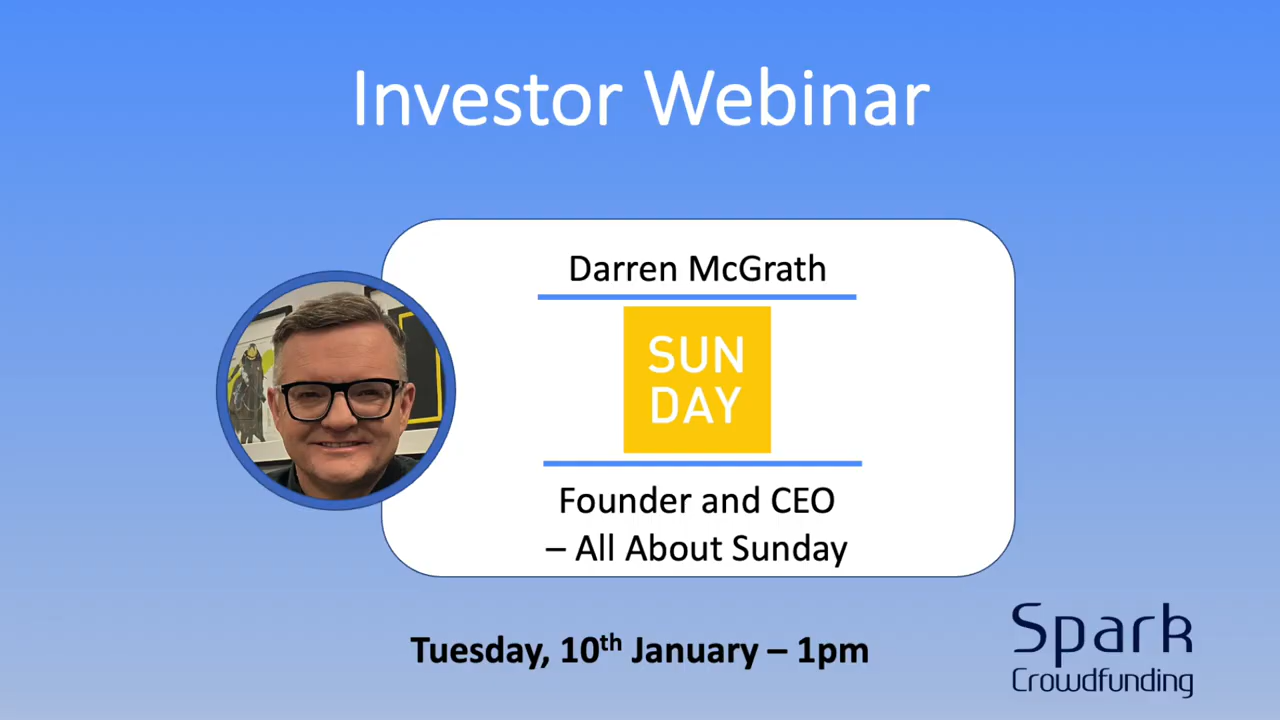 Investor Webinar
Darren McGrath
SUN
DAY
Founder and CEO
– All About Sunday
Tuesday, 10th January – 1pm
Spark
Crowdfunding